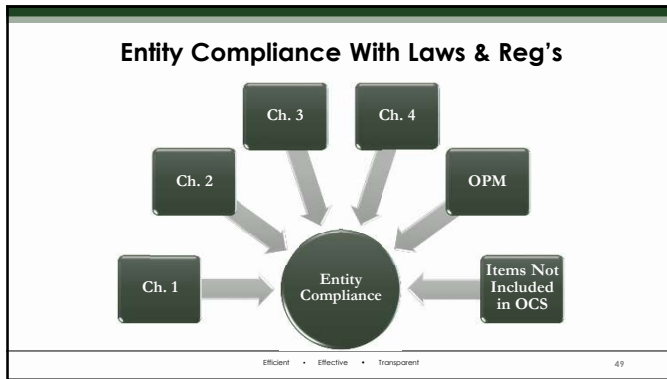 Entity Compliance With Laws & Reg's
Ch. 3
Ch. 4
Ch. 2
OPM
Ch. 1
Entity
Compliance
Items Not
Included
in OCS
Efficient • Effective • Transparent
49